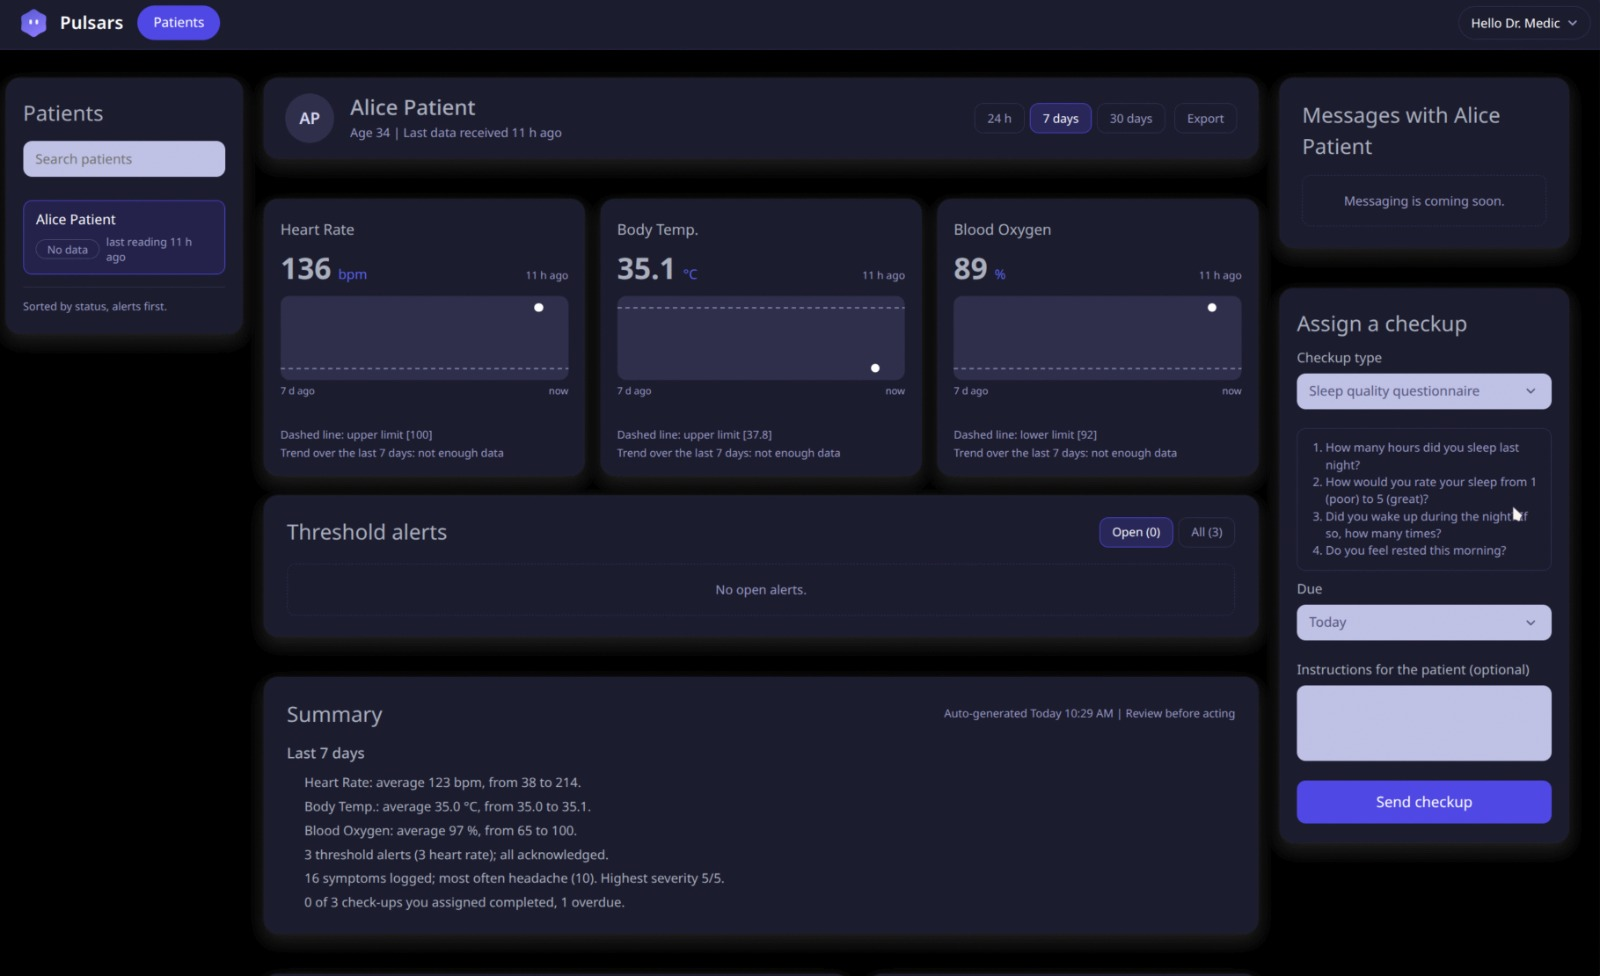 Pulsars
Patients
Hello Dr. Medic
Patients
Search patients
Alice Patient
No data
last reading 11 h
ago
Sorted by status, alerts first.
AP
Alice Patient
Age 34 | Last data received 11 h ago
24 h
7 days
30 days
Export
Heart Rate
136 bpm
11 h ago
7 d ago
now
Dashed line: upper limit [100]
Trend over the last 7 days: not enough data
Body Temp.
35.1 °C
11 h ago
7 d ago
now
Dashed line: upper limit [37.8]
Trend over the last 7 days: not enough data
Blood Oxygen
89 %
11 h ago
7 d ago
now
Dashed line: lower limit [92]
Trend over the last 7 days: not enough data
Threshold alerts
Open (0)
All (3)
No open alerts.
Summary
Auto-generated Today 10:29 AM | Review before acting
Last 7 days
Heart Rate: average 123 bpm, from 38 to 214.
Body Temp.: average 35.0 °C, from 35.0 to 35.1.
Blood Oxygen: average 97 %, from 65 to 100.
3 threshold alerts (3 heart rate); all acknowledged.
16 symptoms logged; most often headache (10). Highest severity 5/5.
0 of 3 check-ups you assigned completed, 1 overdue.
Messages with Alice
Patient
Messaging is coming soon.
Assign a checkup
Checkup type
Sleep quality questionnaire
1. How many hours did you sleep last
night?
2. How would you rate your sleep from 1
(poor) to 5 (great)?
3. Did you wake up during the night
so, how many times?
4. Do you feel rested this morning?
Due
Today
Instructions for the patient (optional)
Send checkup